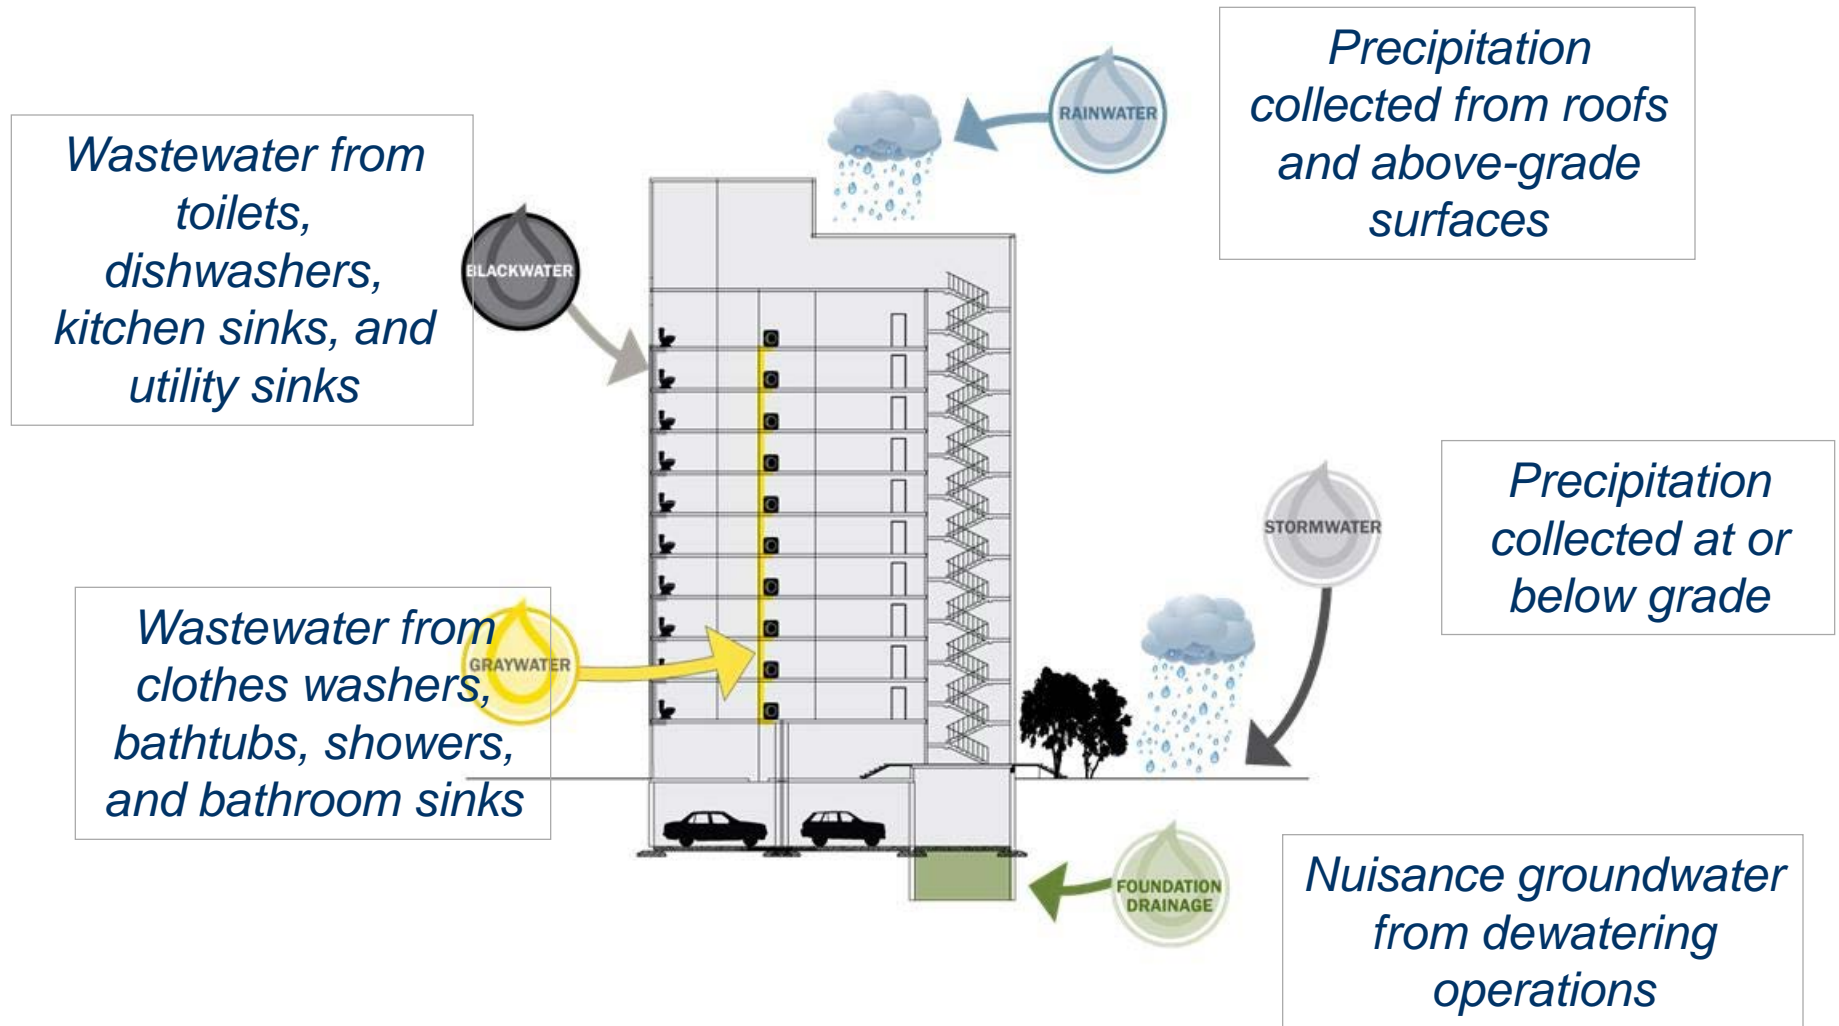 Precipitation
collected from roofs
and above-grade
surfaces
RAINWATER
Wastewater from
toilets,
dishwashers,
kitchen sinks, and
utility sinks
BLACKWATER
Precipitation
collected at or
below grade
STORMWATER
Wastewater from
clothes washers,
bathtubs, showers,
and bathroom sinks
GRAYWATER
Nuisance groundwater
from dewatering
operations
FOUNDATION
DRAINAGE